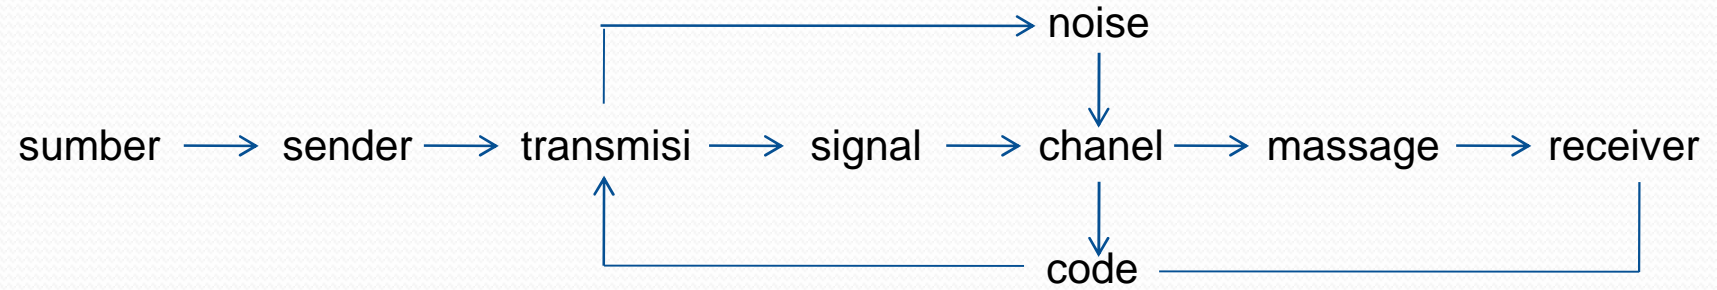 noise
sumber sender transmisi signal chanel massage receiver
code